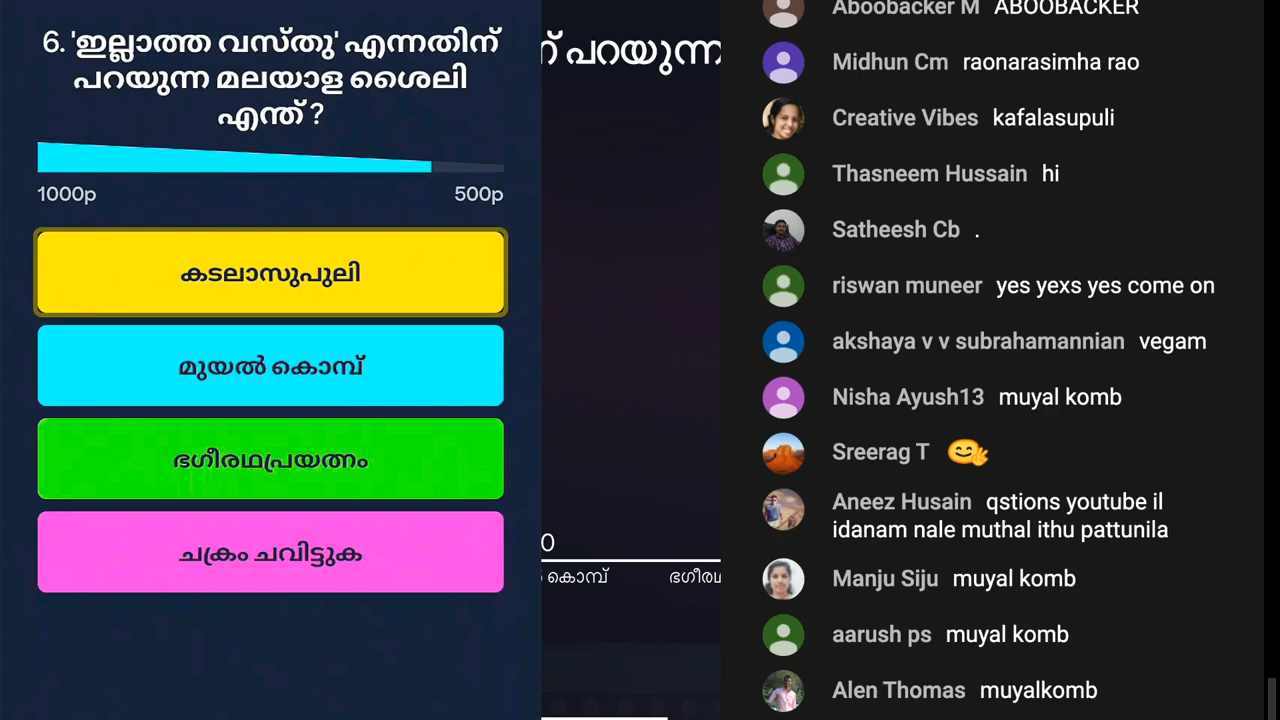 6. 'ഇല്ലാത്ത വസ്തു' എന്നതിന്
പറയുന്ന മലയാള ശൈലി
എന്ത് ?
1000p
500p
കടലാസുപുലി
മുയൽ കൊമ്പ്
ഭഗീരഥപ്രയത്നം
ചക്രം ചവിട്ടുക
പറയുന്ന
0
കൊമ്പ്
ഭഗീരഥ
Aboobacker M ABOOBACKER
Midhun Cm raonarasimha rao
Creative Vibes kafalasupuli
Thasneem Hussain hi
Satheesh Cb .
riswan muneer yes yexs yes come on
akshaya v v subrahamannian vegam
Nisha Ayush13 muyal komb
Sreerag T
Aneez Husain qstions youtube il
idanam nale muthal ithu pattunila
Manju Siju muyal komb
aarush ps muyal komb
Alen Thomas muyalkomb